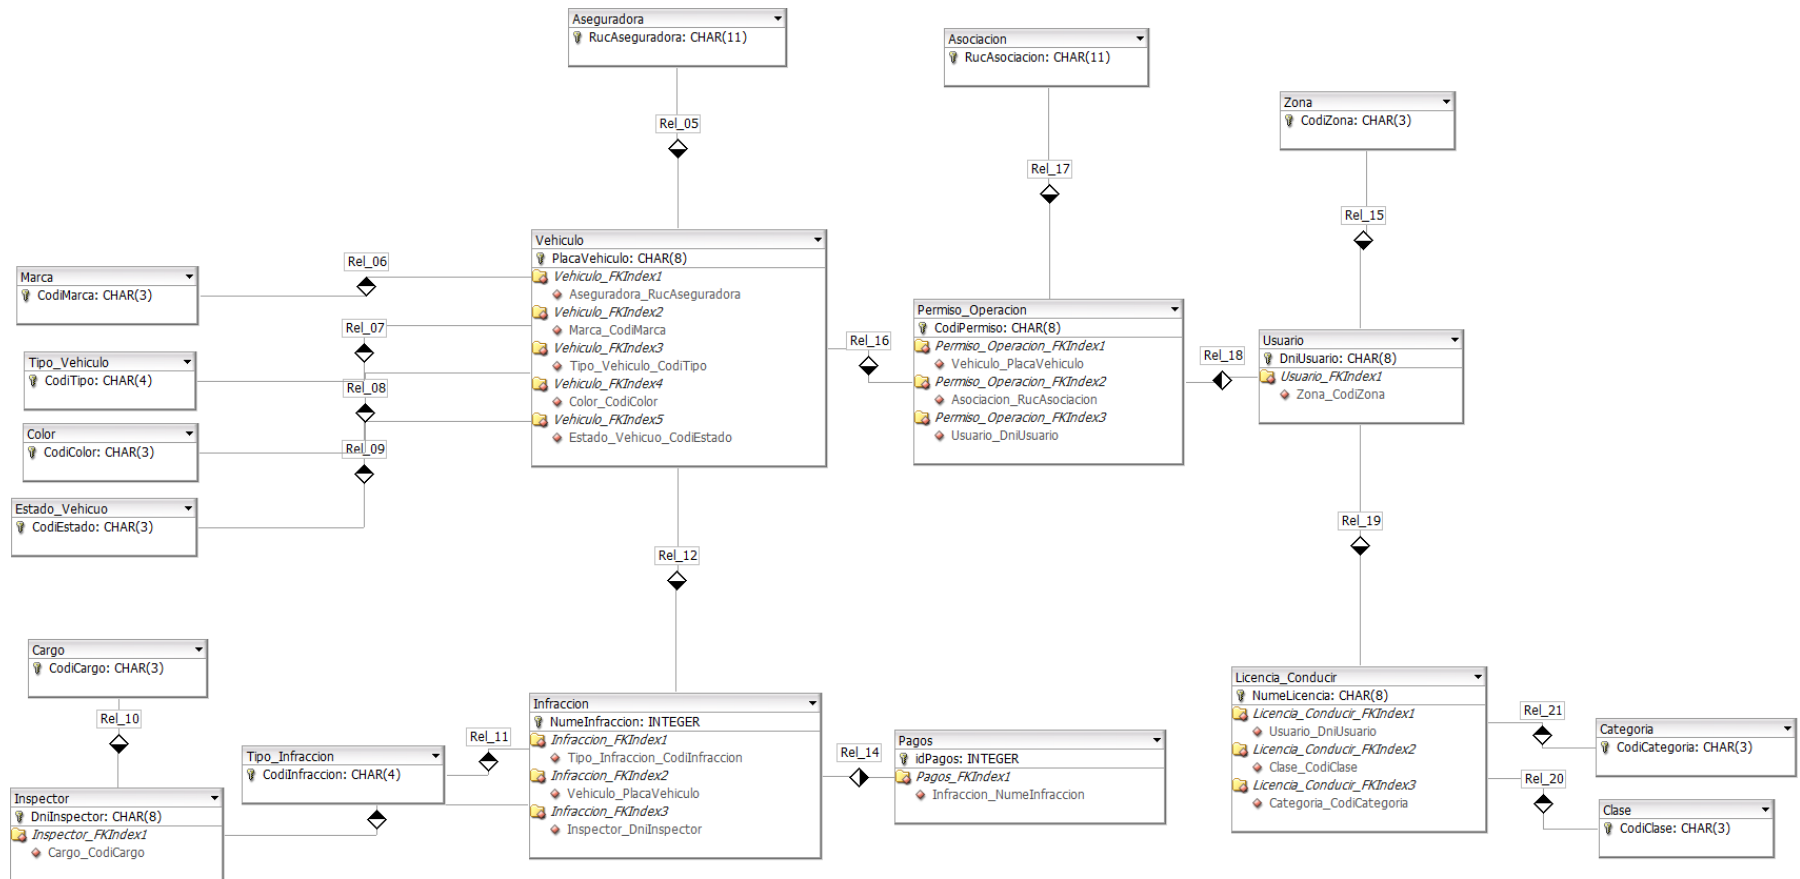 Aseguradora
RucAseguradora: CHAR(11)
Asociacion
RucAsociacion: CHAR(11)
Zona
CodiZona: CHAR(3)
Rel_05
Rel_17
Rel_15
Marca
CodiMarca: CHAR(3)
Tipo_Vehiculo
CodiTipo: CHAR(4)
Color
CodiColor: CHAR(3)
Estado_Vehicuo
CodiEstado: CHAR(3)
Rel_06
Rel_07
Rel_08
Rel_09
Vehiculo
PlacaVehiculo: CHAR(8)
Vehiculo_FKIndex1
Aseguradora_RucAseguradora
Vehiculo_FKIndex2
Marca_CodiMarca
Vehiculo_FKIndex3
Tipo_Vehiculo_CodiTipo
Vehiculo_FKIndex4
Color_CodiColor
Vehiculo_FKIndex5
Estado_Vehicuo_CodiEstado
Rel_16
Permiso_Operacion
CodiPermiso: CHAR(8)
Permiso_Operacion_FKIndex1
Vehiculo_PlacaVehiculo
Permiso_Operacion_FKIndex2
Asociacion_RucAsociacion
Permiso_Operacion_FKIndex3
Usuario_DniUsuario
Rel_18
Usuario
DniUsuario: CHAR(8)
Usuario_FKIndex1
Zona_CodiZona
Rel_12
Rel_19
Cargo
CodiCargo: CHAR(3)
Rel_10
Inspector
DniInspector: CHAR(8)
Inspector_FKIndex1
Cargo_CodiCargo
Tipo_Infraccion
CodiInfraccion: CHAR(4)
Rel_11
Infraccion
NumeInfraccion: INTEGER
Infraccion_FKIndex1
Tipo_Infraccion_CodiInfraccion
Infraccion_FKIndex2
Vehiculo_PlacaVehiculo
Infraccion_FKIndex3
Inspector_DniInspector
Rel_14
Pagos
idPagos: INTEGER
Pagos_FKIndex1
Infraccion_NumeInfraccion
Licencia_Conducir
NumeLicencia: CHAR(8)
Licencia_Conducir_FKIndex1
Usuario_DniUsuario
Licencia_Conducir_FKIndex2
Clase_CodiClase
Licencia_Conducir_FKIndex3
Categoria_CodiCategoria
Rel_21
Rel_20
Categoria
CodiCategoria: CHAR(3)
Clase
CodiClase: CHAR(3)